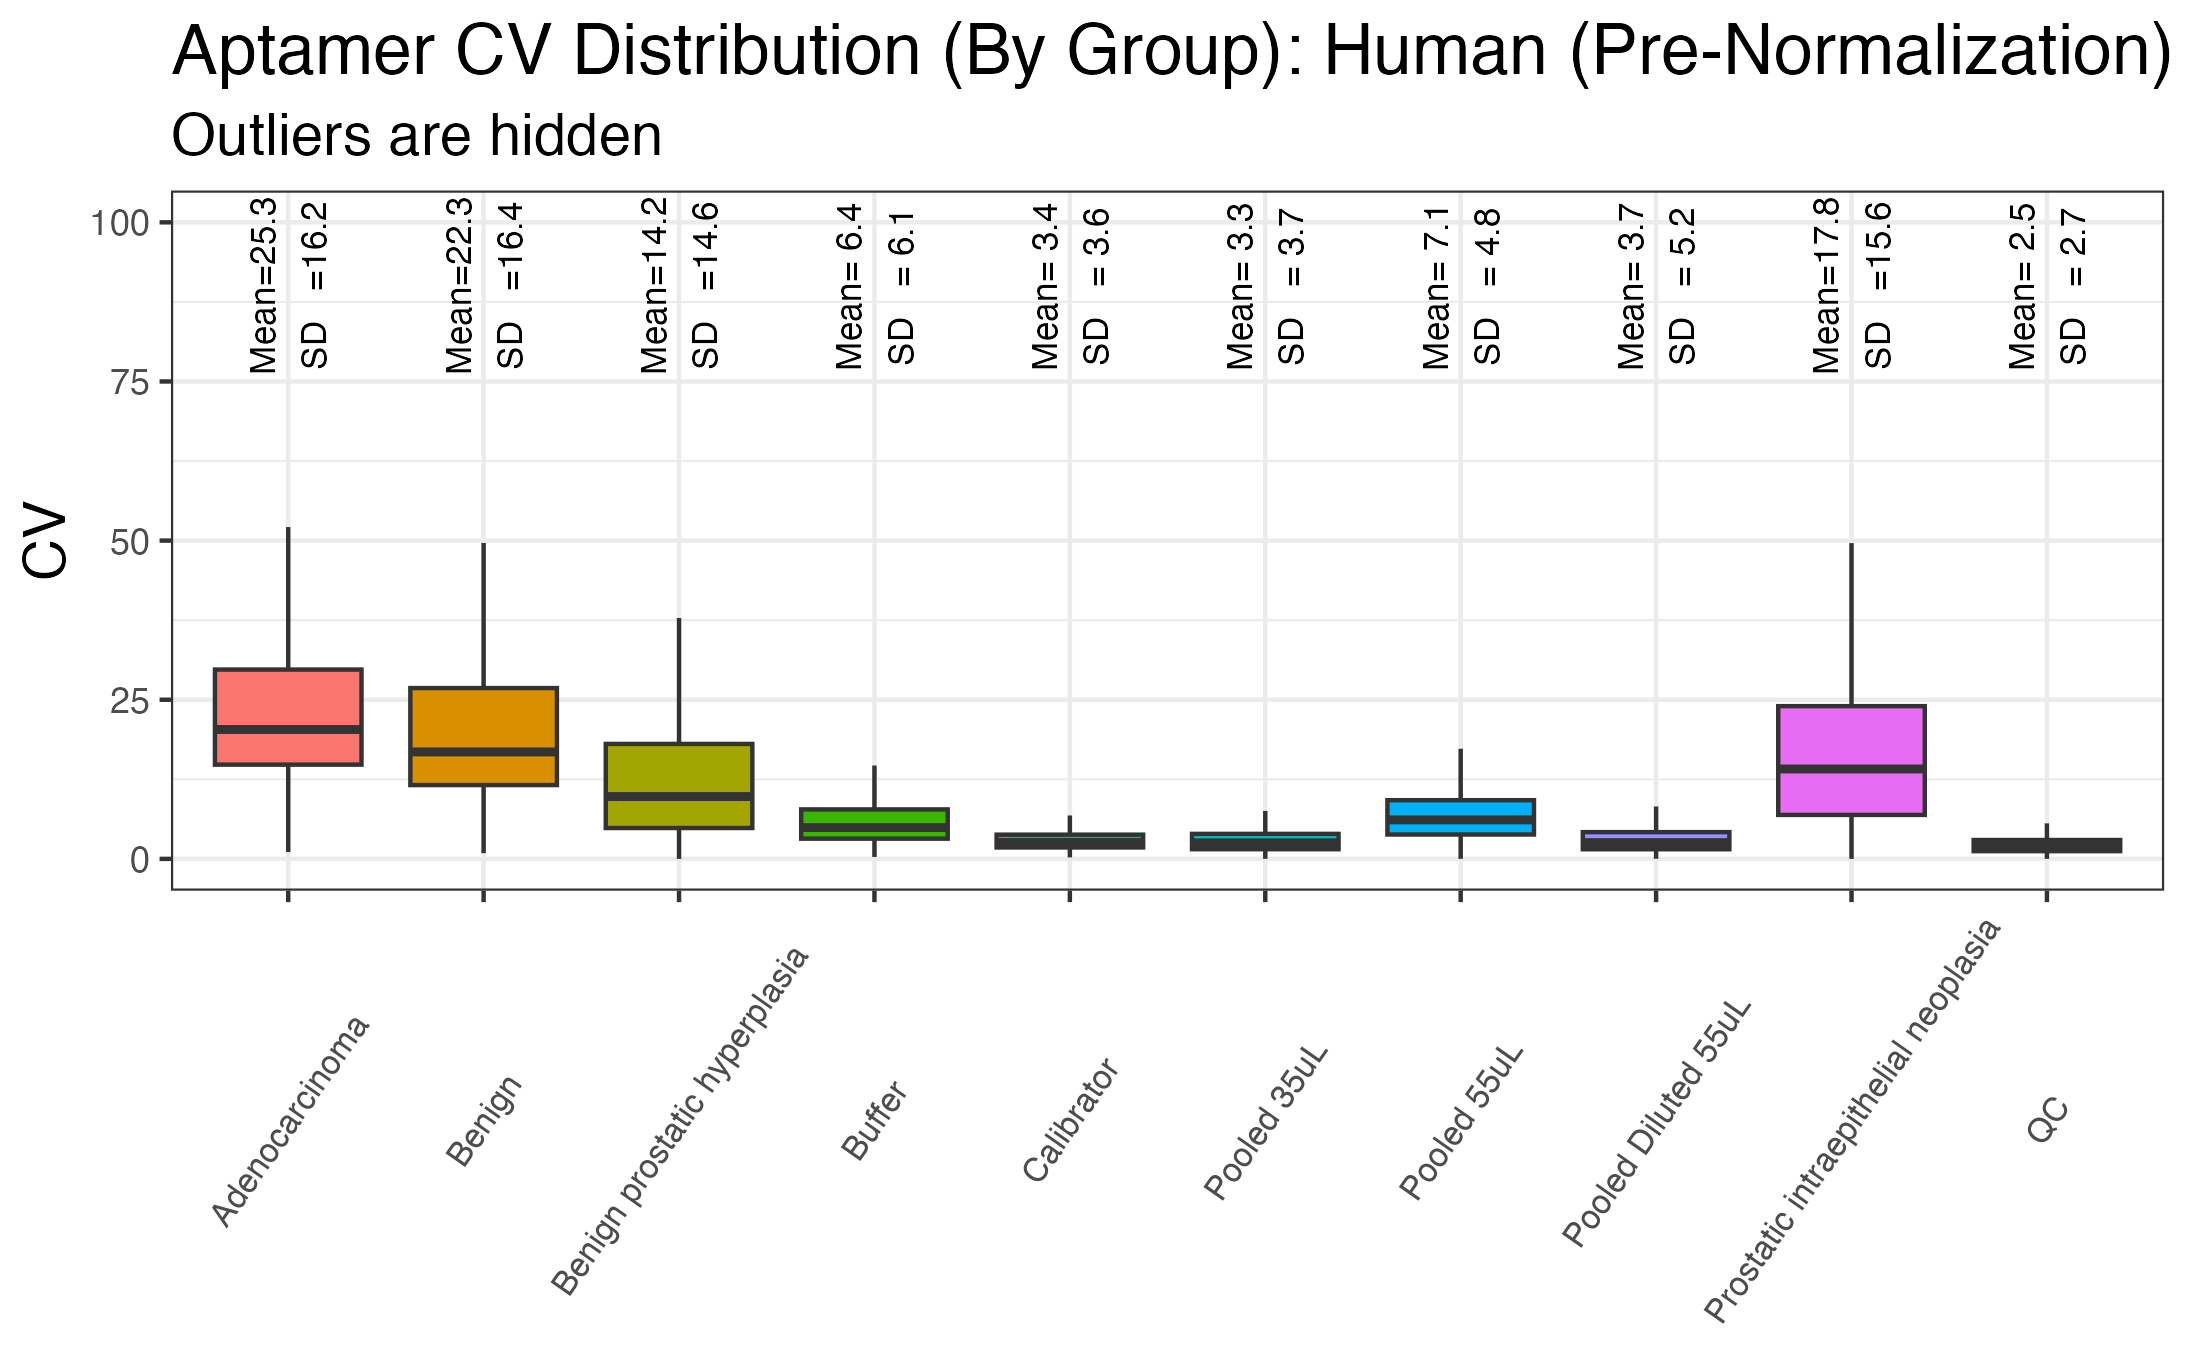 Aptamer CV Distribution (By Group): Human (Pre-Normalization)
Outliers are hidden
Mean=25.3
SD =16.2
Mean=22.3
SD =16.4
Mean=14.2
SD =14.6
Mean= 6.4
SD = 6.1
Mean= 3.4
SD = 3.6
Mean= 3.3
SD = 3.7
Mean= 7.1
SD = 4.8
Mean= 3.7
SD = 5.2
Mean=17.8
SD =15.6
Mean= 2.5
SD = 2.7
CV
100
75
50
25
0
Adenocarcinoma
Benign
Benign prostatic hyperplasia
Buffer
Calibrator
Pooled 35uL
Pooled 55uL
Pooled Diluted 55uL
Prostatic intraepithelial neoplasia
QC